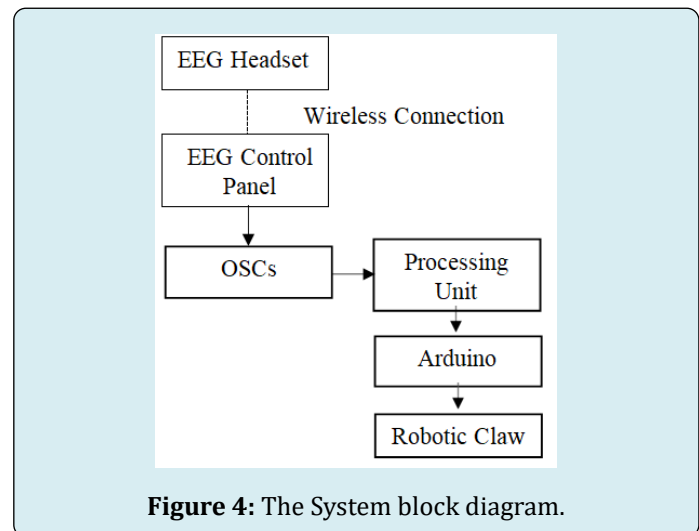 EEG Headset
Wireless Connection
EEG Control
Panel
OSCs
Processing
Unit
Arduino
Robotic Claw
Figure 4: The System block diagram.